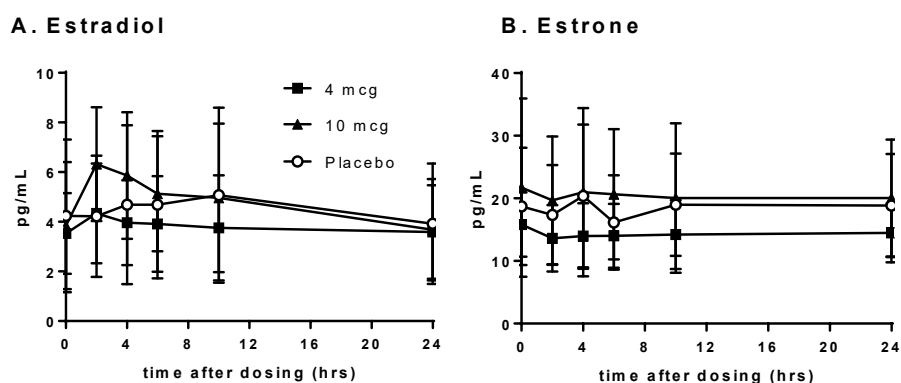 A. Estradiol
10
8
6
4
2
0
pg/mL
0 4 8 12 16 20 24
time after dosing (hrs)
4 mcg
10 mcg
Placebo
B. Estrone
40
30
20
10
0
pg/mL
0 4 8 12 16 20 24
time after dosing (hrs)